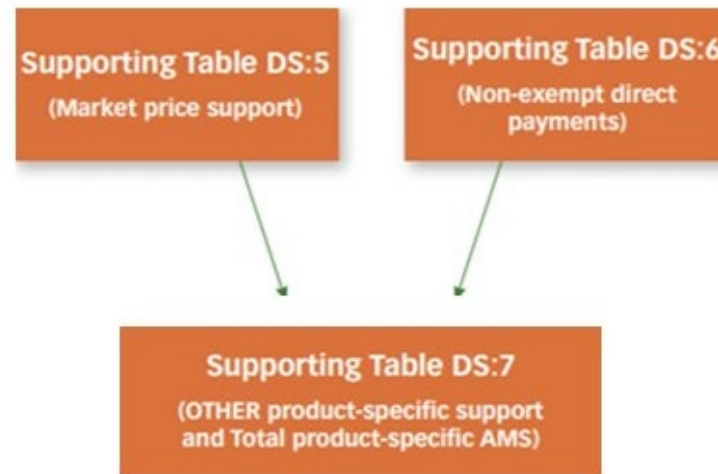 Supporting Table DS:5
(Market price support)
Supporting Table DS:6
(Non-exempt direct
payments)
Supporting Table DS:7
(OTHER product-specific support
and Total product-specific AMS)